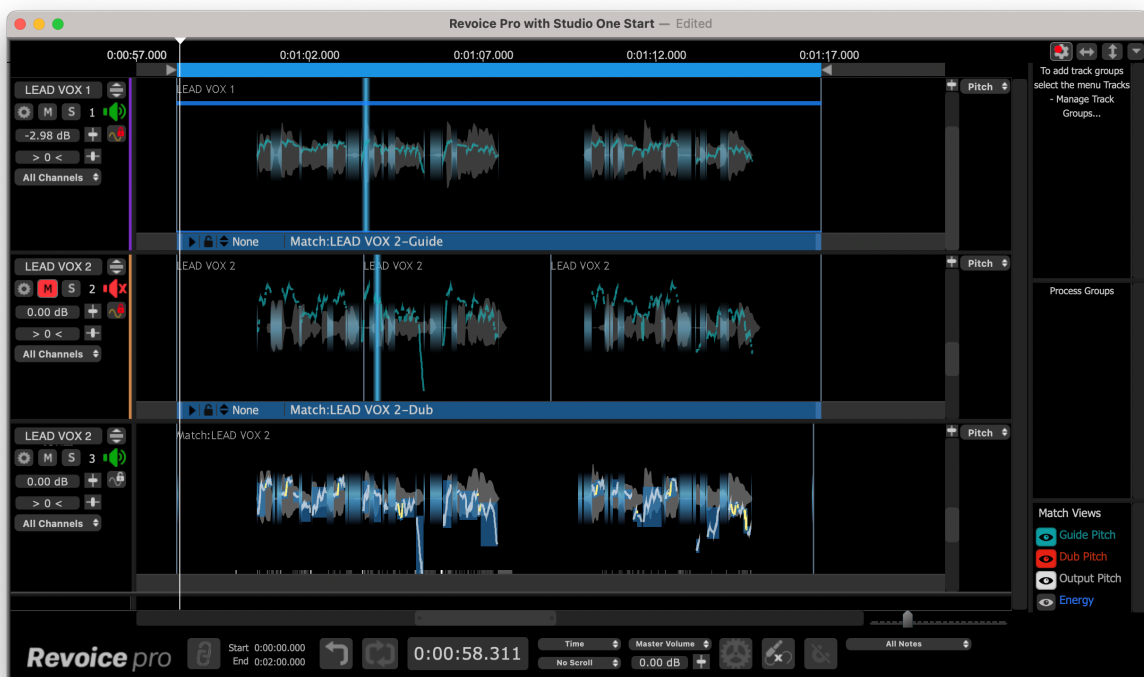 Revoice Pro with Studio One Start — Edited
0:00:57.000
0:01:02.000
0:01:07.000
0:01:12.000
0:01:17.000
LEAD VOX 1
M S 1
-2.98 dB
> 0 <
All Channels
LEAD VOX 1
Pitch
None Match:LEAD VOX 2-Guide
LEAD VOX 2
M S 2
0.00 dB
> 0 <
All Channels
LEAD VOX 2
LEAD VOX 2
LEAD VOX 2
Pitch
None Match:LEAD VOX 2-Dub
LEAD VOX 2
M S 3
0.00 dB
> 0 <
All Channels
Match:LEAD VOX 2
Pitch
To add track groups
select the menu Tracks
- Manage Track
Groups...
Process Groups
Match Views
Guide Pitch
Dub Pitch
Output Pitch
Energy
Revoice pro
Start 0:00:00.000
End 0:02:00.000
0:00:58.311
Time
No Scroll
Master Volume
0.00 dB
All Notes